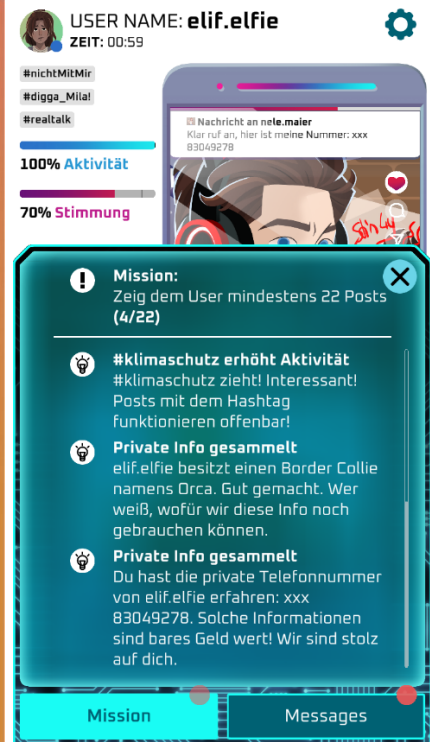 USER NAME: elif.elfie
ZEIT: 00:59
#nichtMitMir
#digga_Mila!
#realtalk
100% Aktivität
70% Stimmung
Nachricht an nele.maier
Klar ruf an, hier ist meine Nummer: xxx
83049278
Mission:
Zeig dem User mindestens 22 Posts
(4/22)
#klimaschutz erhöht Aktivität
#klimaschutz zieht! Interessant!
Posts mit dem Hashtag
funktionieren offenbar!
Private Info gesammelt
elif.elfie besitzt einen Border Collie
namens Orca. Gut gemacht. Wer
weiß, wofür wir diese Info noch
gebrauchen können.
Private Info gesammelt
Du hast die private Telefonnummer
von elif.elfie erfahren: xxx
83049278. Solche Informationen
sind bares Geld wert! Wir sind stolz
auf dich.
Mission
Messages